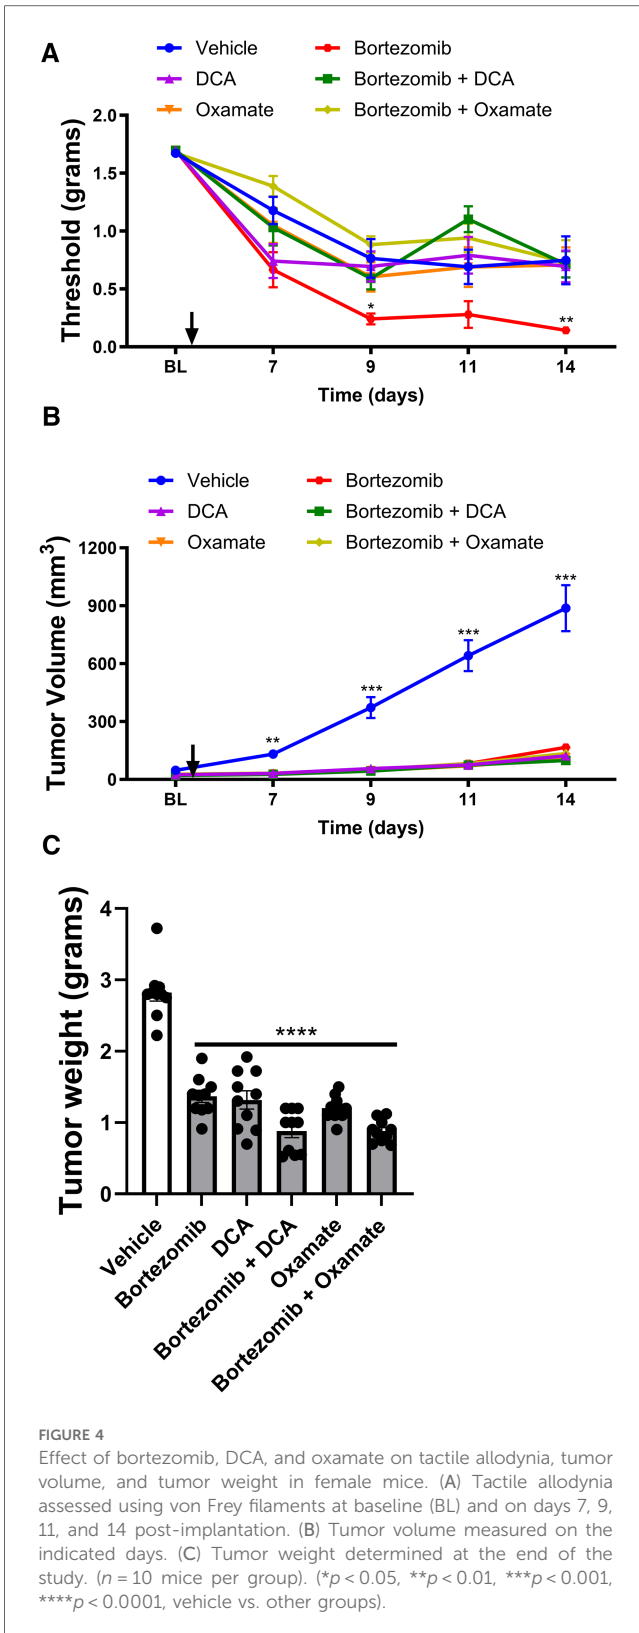 A
Vehicle
Bortezomib
DCA
Bortezomib + DCA
Oxamate
Bortezomib + Oxamate
Threshold (grams)
2.0
1.5
1.0
0.5
0.0
*
**
BL 7 9 11 14
Time (days)
B
Vehicle
Bortezomib
DCA
Bortezomib + DCA
Oxamate
Bortezomib + Oxamate
Tumor Volume (mm³)
1200
900
600
300
0
**
***
***
***
BL 7 9 11 14
Time (days)
C
Tumor weight (grams)
4
3
2
1
0
****
Vehicle
Bortezomib
DCA
Bortezomib + DCA
Oxamate
Bortezomib + Oxamate
FIGURE 4
Effect of bortezomib, DCA, and oxamate on tactile allodynia, tumor
volume, and tumor weight in female mice. (A) Tactile allodynia
assessed using von Frey filaments at baseline (BL) and on days 7, 9,
11, and 14 post-implantation. (B) Tumor volume measured on the
indicated days. (C) Tumor weight determined at the end of the
study. (n = 10 mice per group). (*p < 0.05, **p < 0.01, ***p < 0.001,
****p < 0.0001, vehicle vs. other groups).